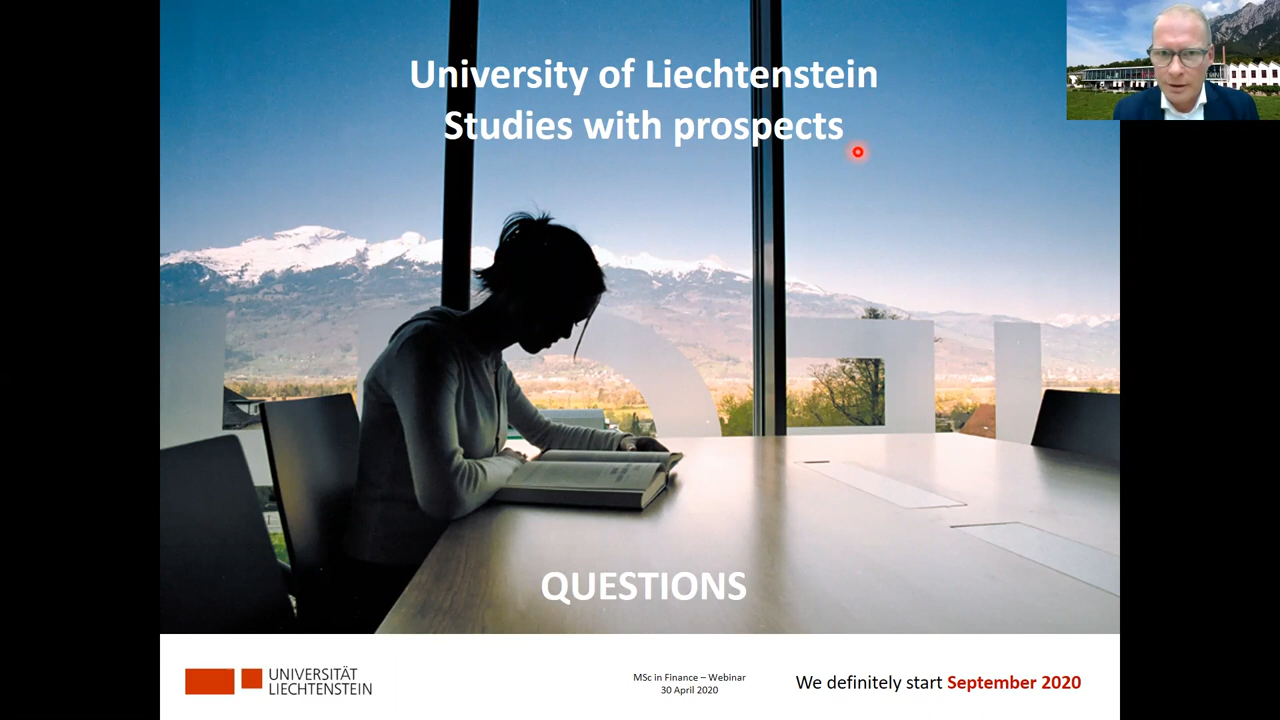 University of Liechtenstein
Studies with prospects
QUESTIONS
UNIVERSITÄT
LIECHTENSTEIN
MSc in Finance – Webinar
30 April 2020
We definitely start September 2020